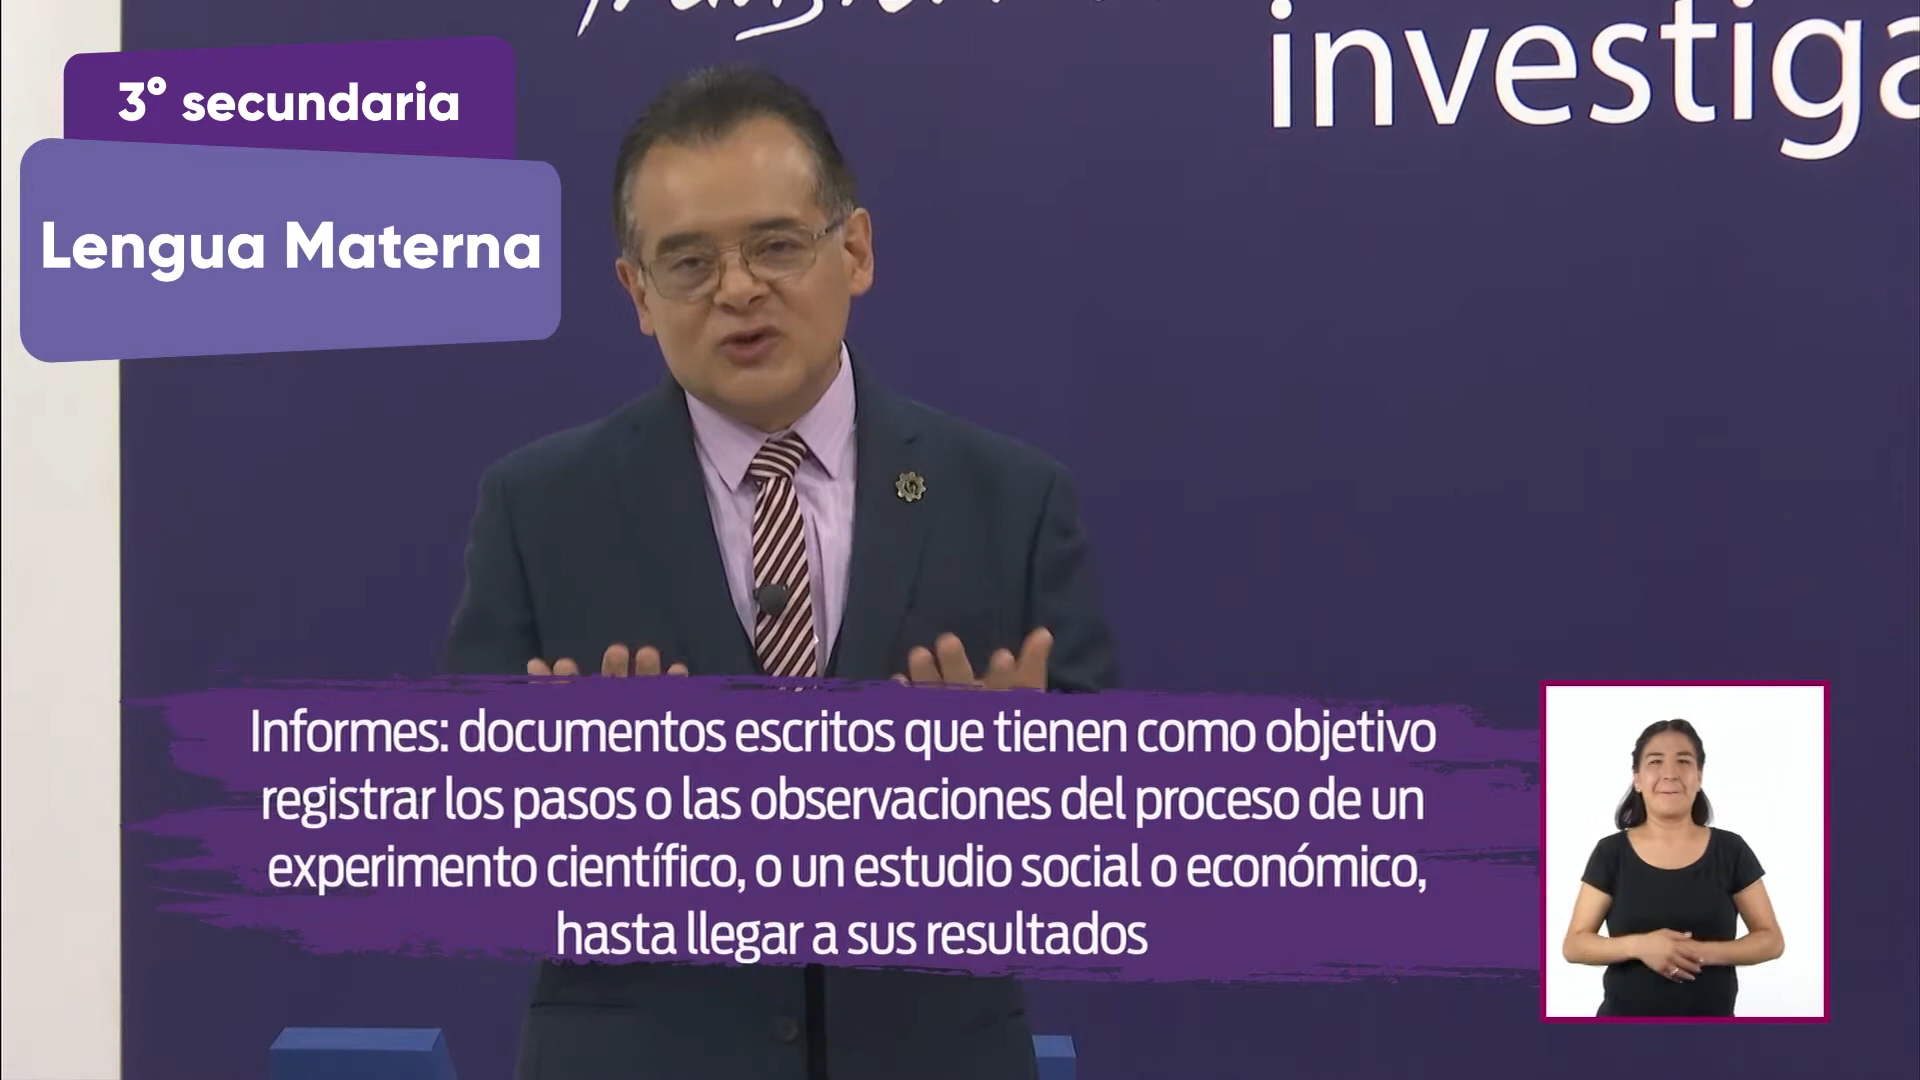 investiga
3° secundaria
Lengua Materna
Informes: documentos escritos que tienen como objetivo
registrar los pasos o las observaciones del proceso de un
experimento científico, o un estudio social o económico,
hasta llegar a sus resultados